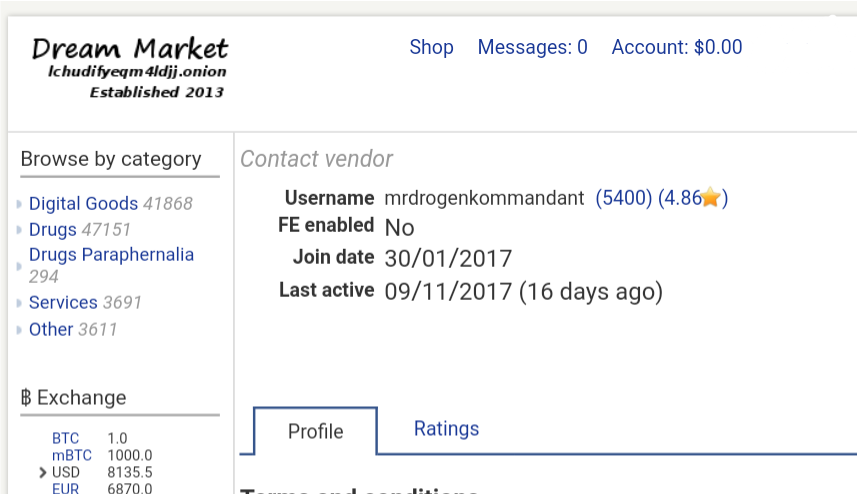 Dream Market
lchudifyeqm4ldjj.onion
Established 2013
Shop Messages: 0 Account: $0.00
Browse by category
Digital Goods 41868
Drugs 47151
Drugs Paraphernalia
294
Services 3691
Other 3611
฿ Exchange
BTC 1.0
mBTC 1000.0
USD 8135.5
EUR 6870.0
Contact vendor
Username mrdrogenkommandant (5400) (4.86⭐)
FE enabled No
Join date 30/01/2017
Last active 09/11/2017 (16 days ago)
Profile Ratings
Terms and conditions